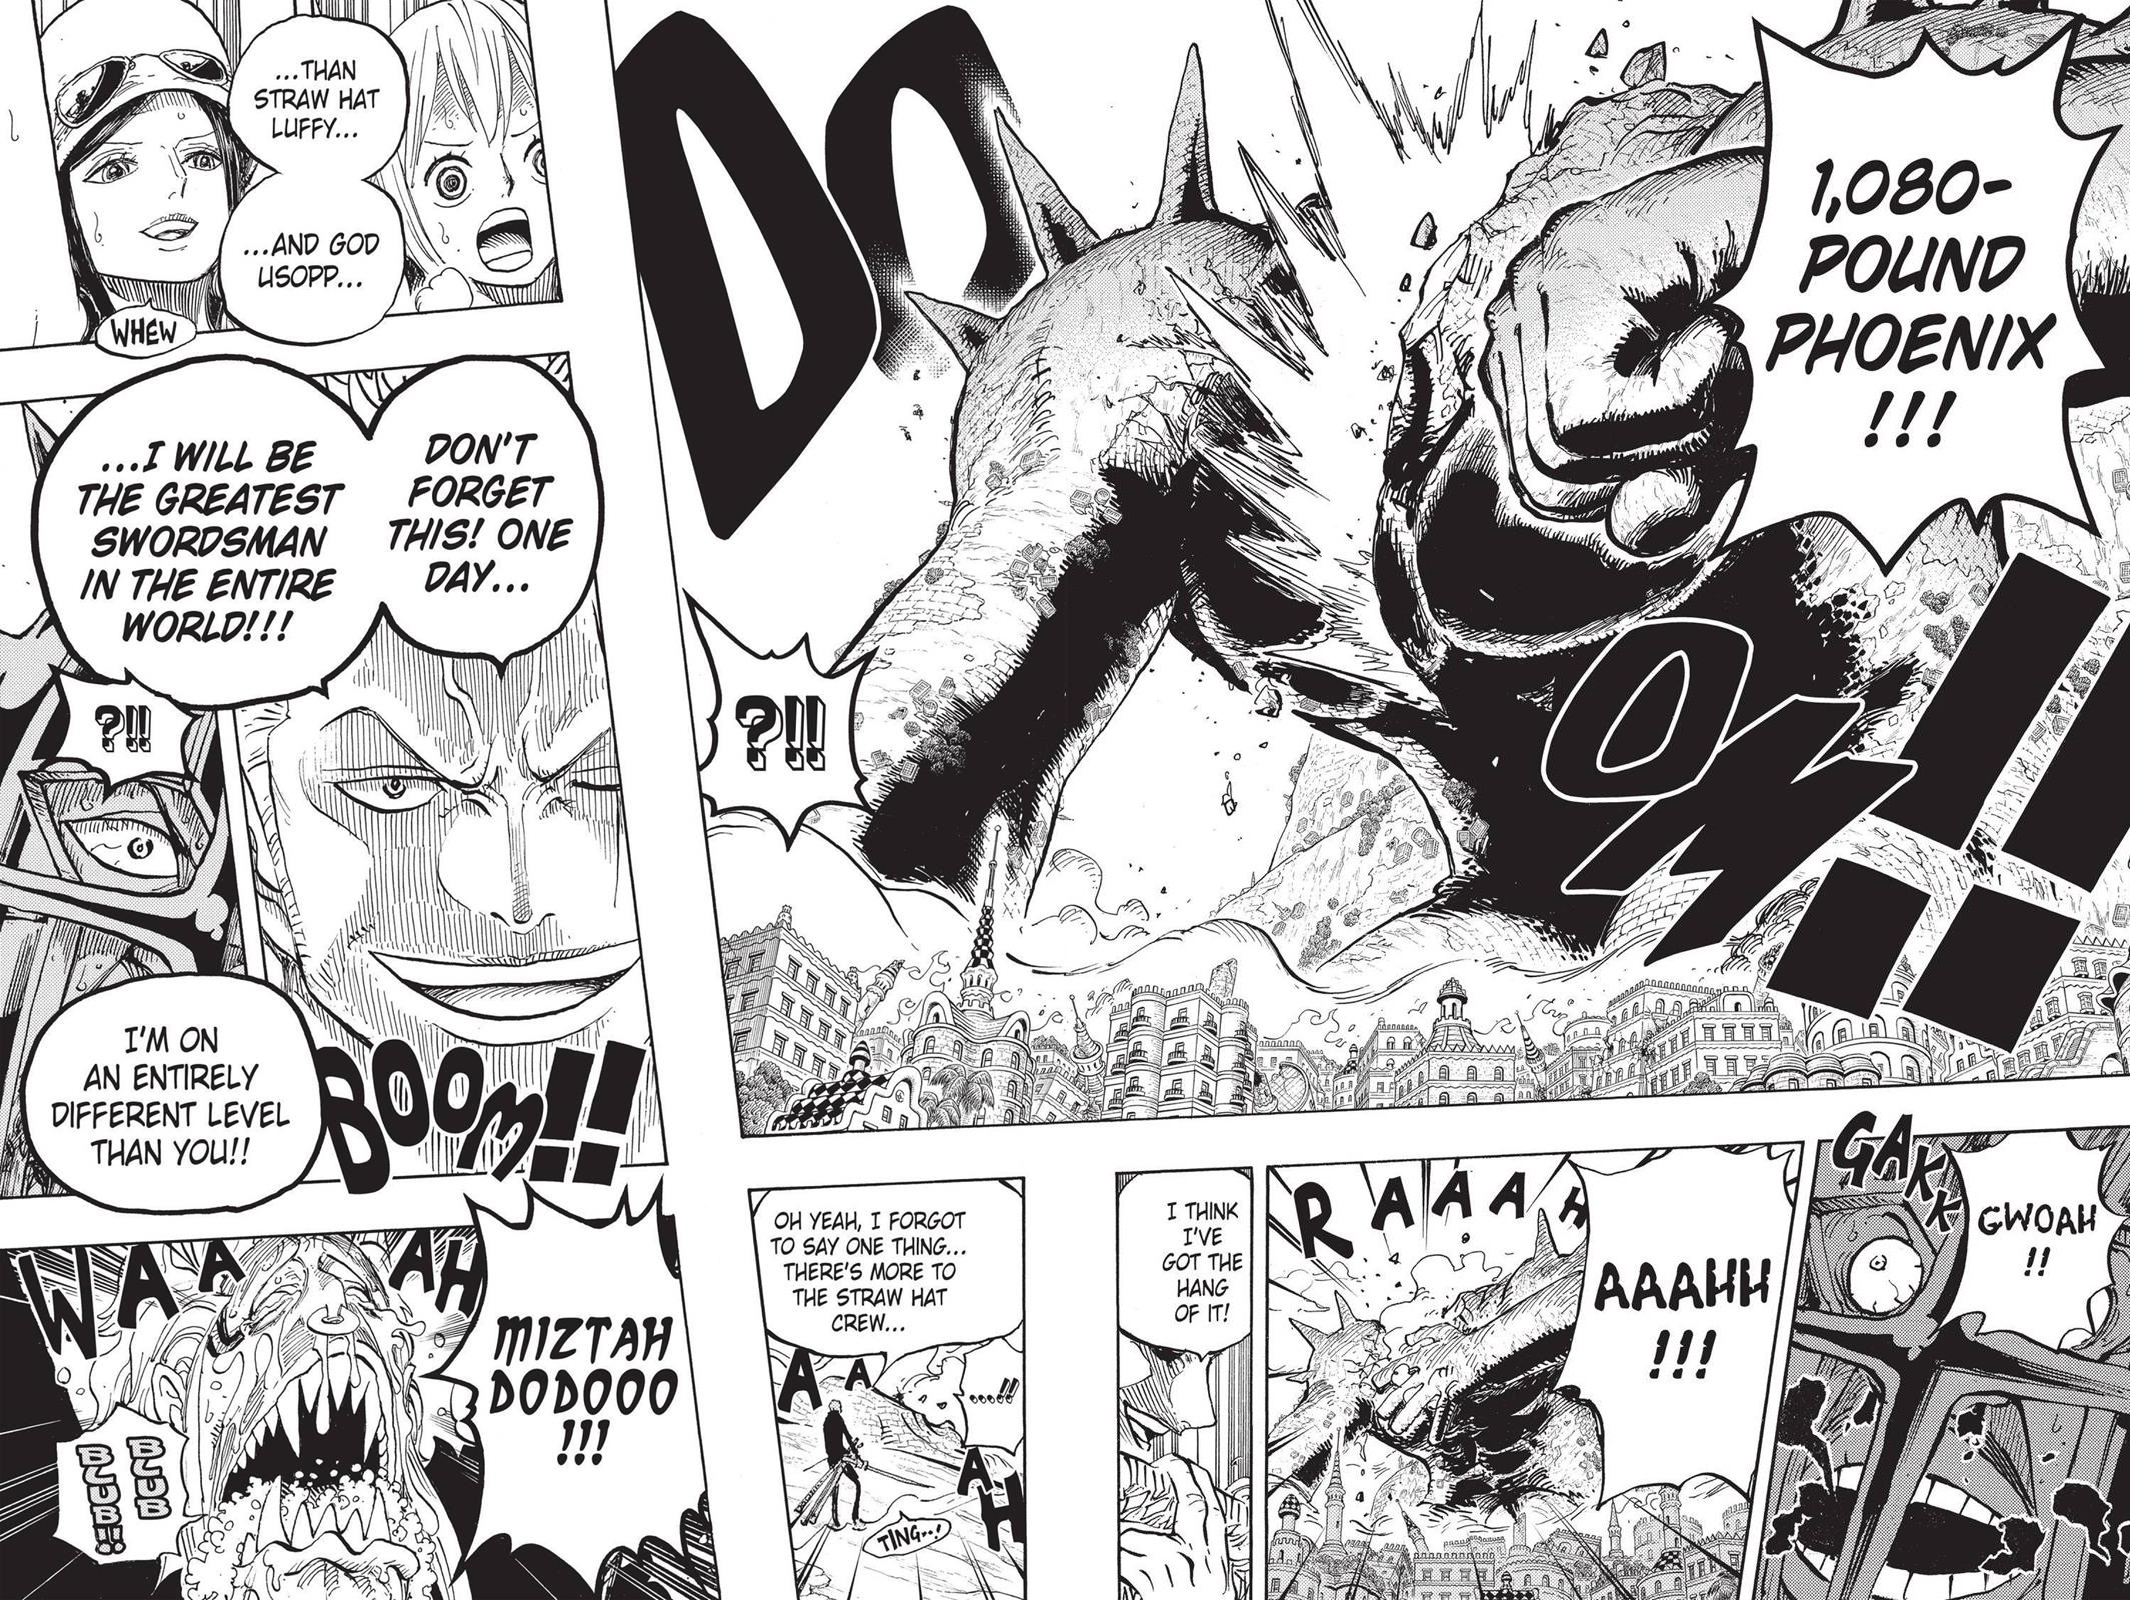 1,080-
POUND
PHOENIX
!!!
DOOM!!
?!!
GAKK
GWOAH
!!
AAAHH
!!!
RAAAH
I THINK
I'VE
GOT THE
HANG
OF IT!
OH YEAH, I FORGOT
TO SAY ONE THING...
THERE'S MORE TO
THE STRAW HAT
CREW...
.....!!
AAAH
TING...!
...THAN
STRAW HAT
LUFFY...
...AND GOD
USOPP...
WHEW
DON'T
FORGET
THIS! ONE
DAY...
...I WILL BE
THE GREATEST
SWORDSMAN
IN THE ENTIRE
WORLD!!!
?!!
I'M ON
AN ENTIRELY
DIFFERENT LEVEL
THAN YOU!!
BOOM!!
MIZTAH
DODOOO
!!!
WAAAAH
BLUB
BLUB!!